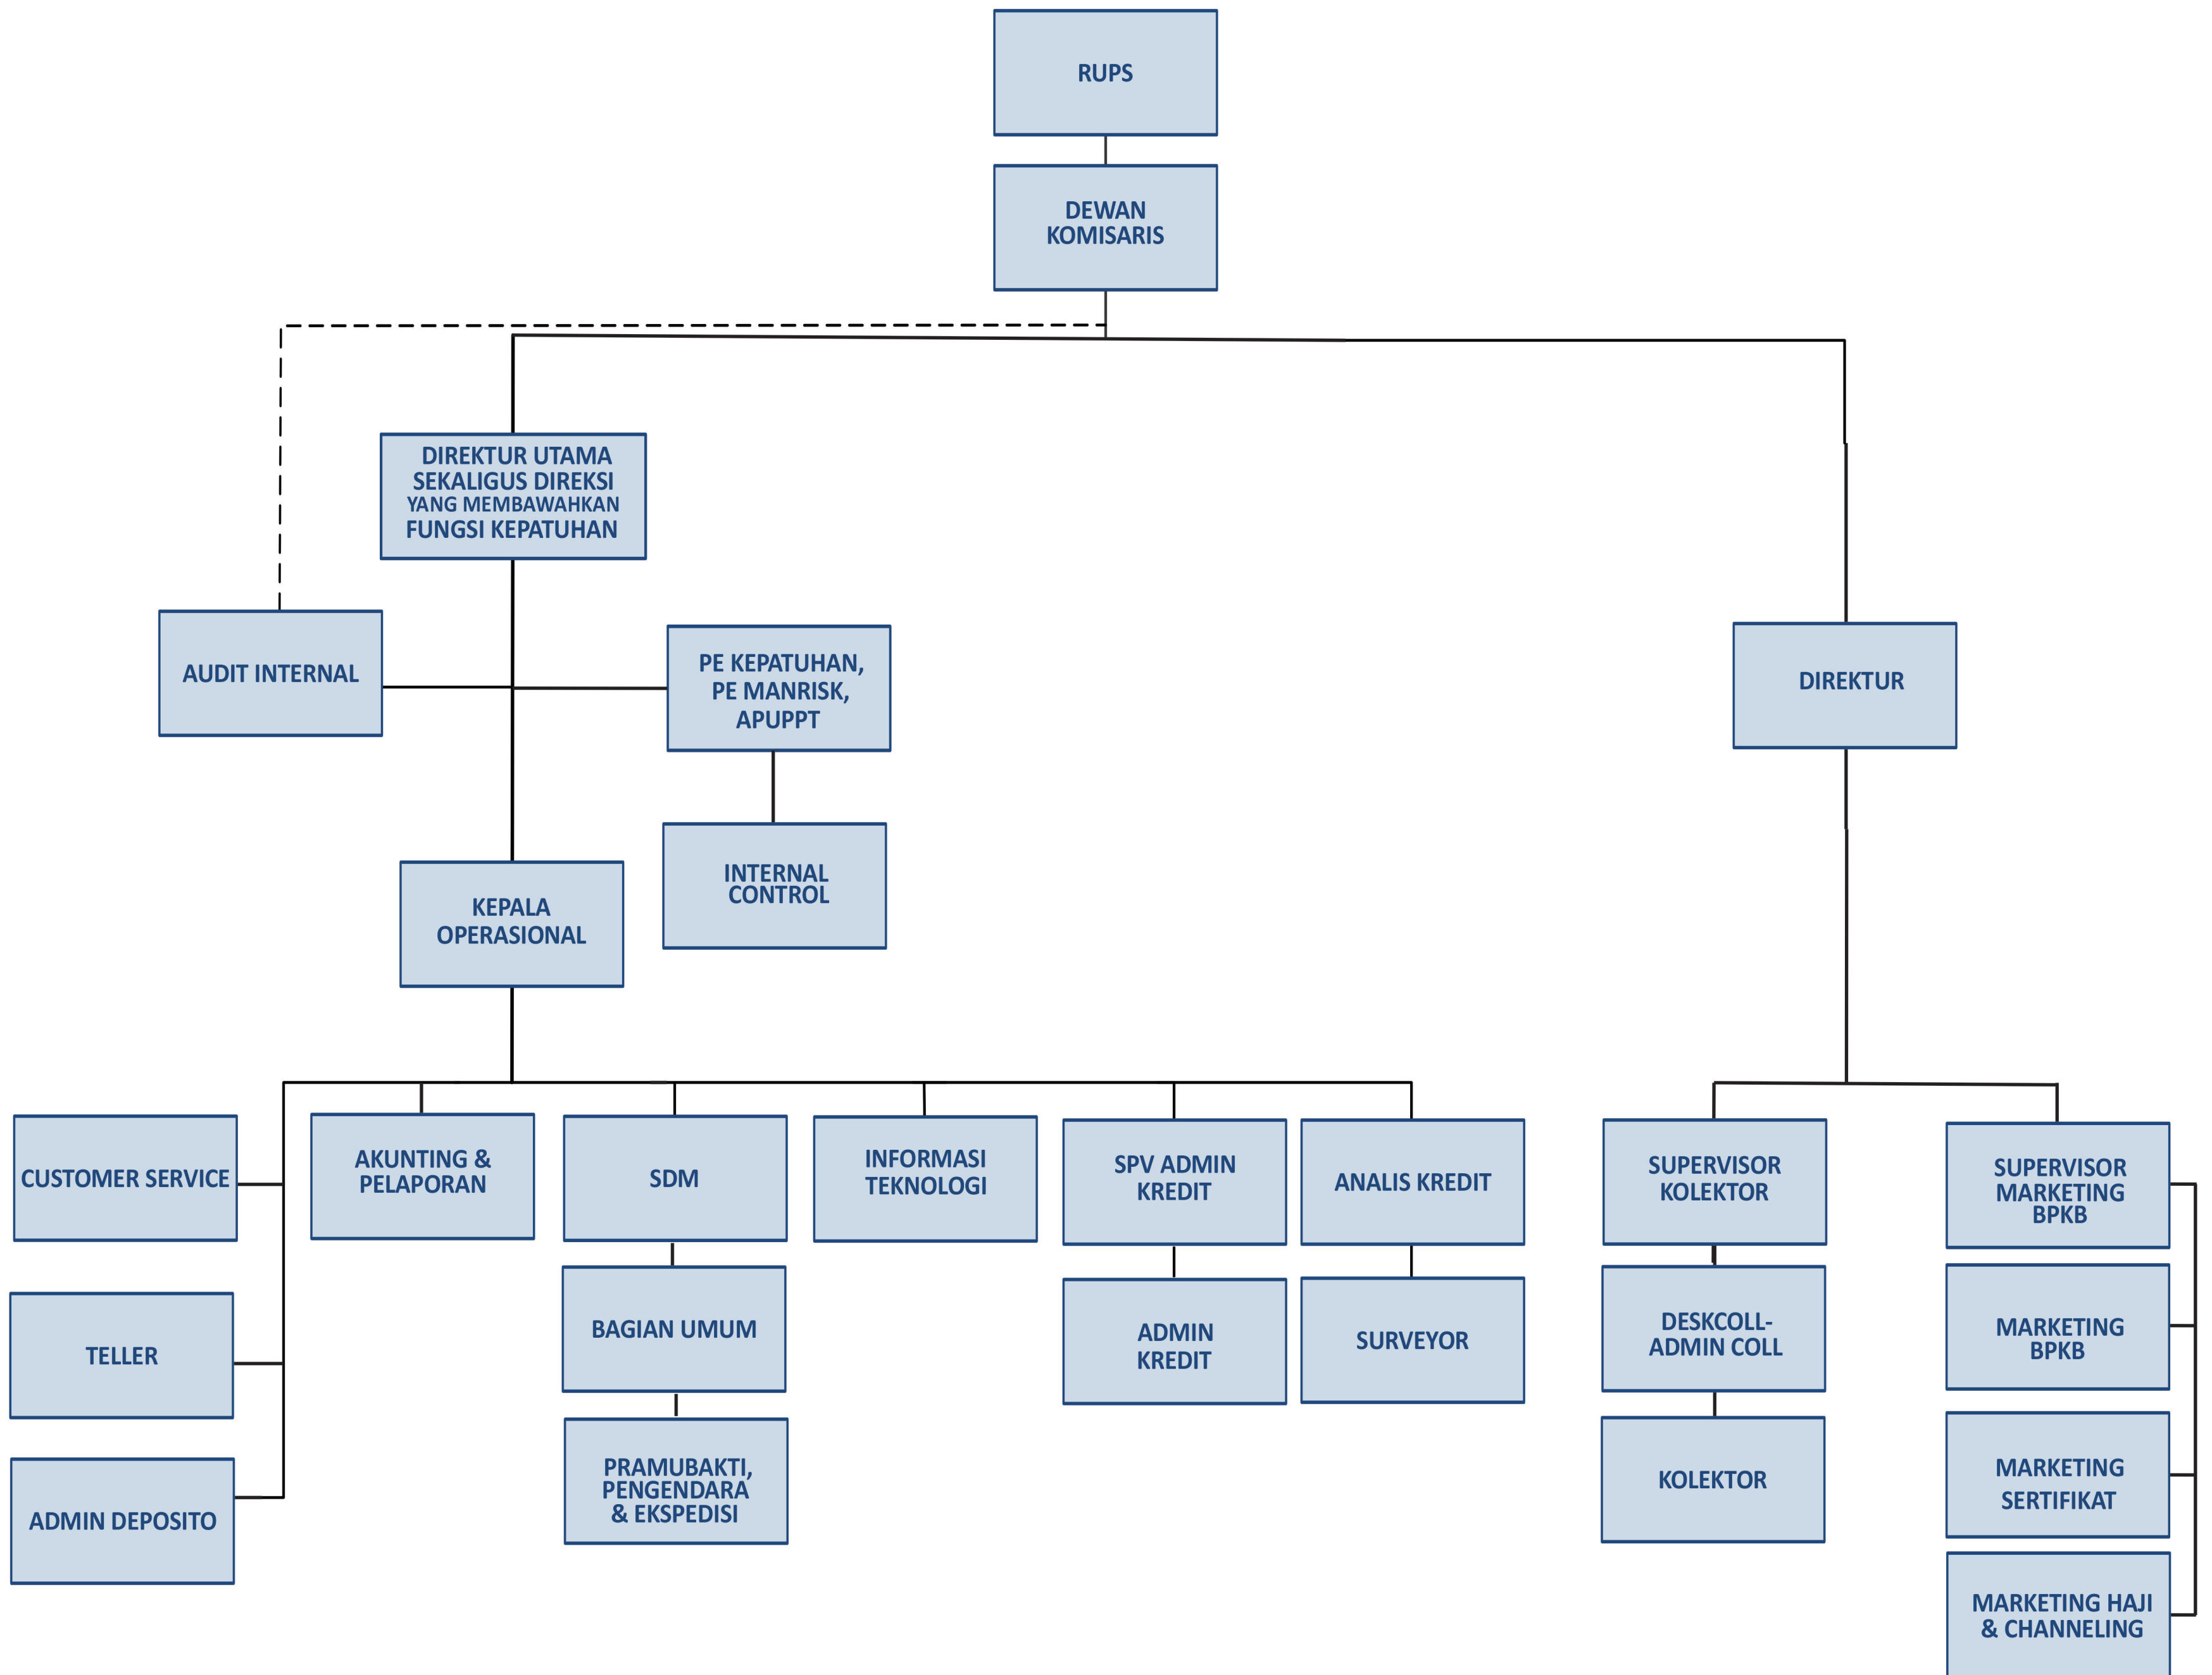 RUPS
DEWAN
KOMISARIS
DIREKTUR UTAMA
SEKALIGUS DIREKSI
YANG MEMBAWAHKAN
FUNGSI KEPATUHAN
AUDIT INTERNAL
PE KEPATUHAN,
PE MANRISK,
APUPPT
DIREKTUR
INTERNAL
CONTROL
KEPALA
OPERASIONAL
CUSTOMER SERVICE
AKUNTING &
PELAPORAN
SDM
INFORMASI
TEKNOLOGI
SPV ADMIN
KREDIT
ANALIS KREDIT
SUPERVISOR
KOLEKTOR
SUPERVISOR
MARKETING
BPKB
TELLER
BAGIAN UMUM
ADMIN
KREDIT
SURVEYOR
DESKCOLL-
ADMIN COLL
MARKETING
BPKB
ADMIN DEPOSITO
PRAMUBAKTI,
PENGENDARA
& EKSPEDISI
KOLEKTOR
MARKETING
SERTIFIKAT
MARKETING HAJI
& CHANNELING